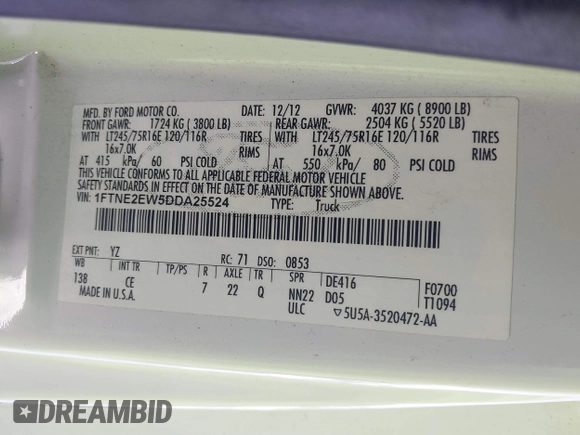 MFD. BY FORD MOTOR CO. DATE: 12/12 GVWR: 4037 KG ( 8900 LB)
FRONT GAWR: 1724 KG ( 3800 LB) REAR GAWR: 2504 KG ( 5520 LB)
WITH LT245/75R16E 120/116R TIRES WITH LT245/75R16E 120/116R TIRES
16x7.0K RIMS 16x7.0K RIMS
AT 415 kPa/ 60 PSI COLD AT 550 kPa/ 80 PSI COLD
THIS VEHICLE CONFORMS TO ALL APPLICABLE FEDERAL MOTOR VEHICLE
SAFETY STANDARDS IN EFFECT ON THE DATE OF MANUFACTURE SHOWN ABOVE.
VIN: 1FTNE2EW5DDA25524 TYPE: Truck
EXT PNT: YZ RC: 71 DSO: 0B53
WB INT TR TP/PS R AXLE TR SPR DE416 F0700
138 CE 7 22 Q NN22 D05 T1094
MADE IN U.S.A. ULC ▽5U5A-3520472-AA
DREAMBID